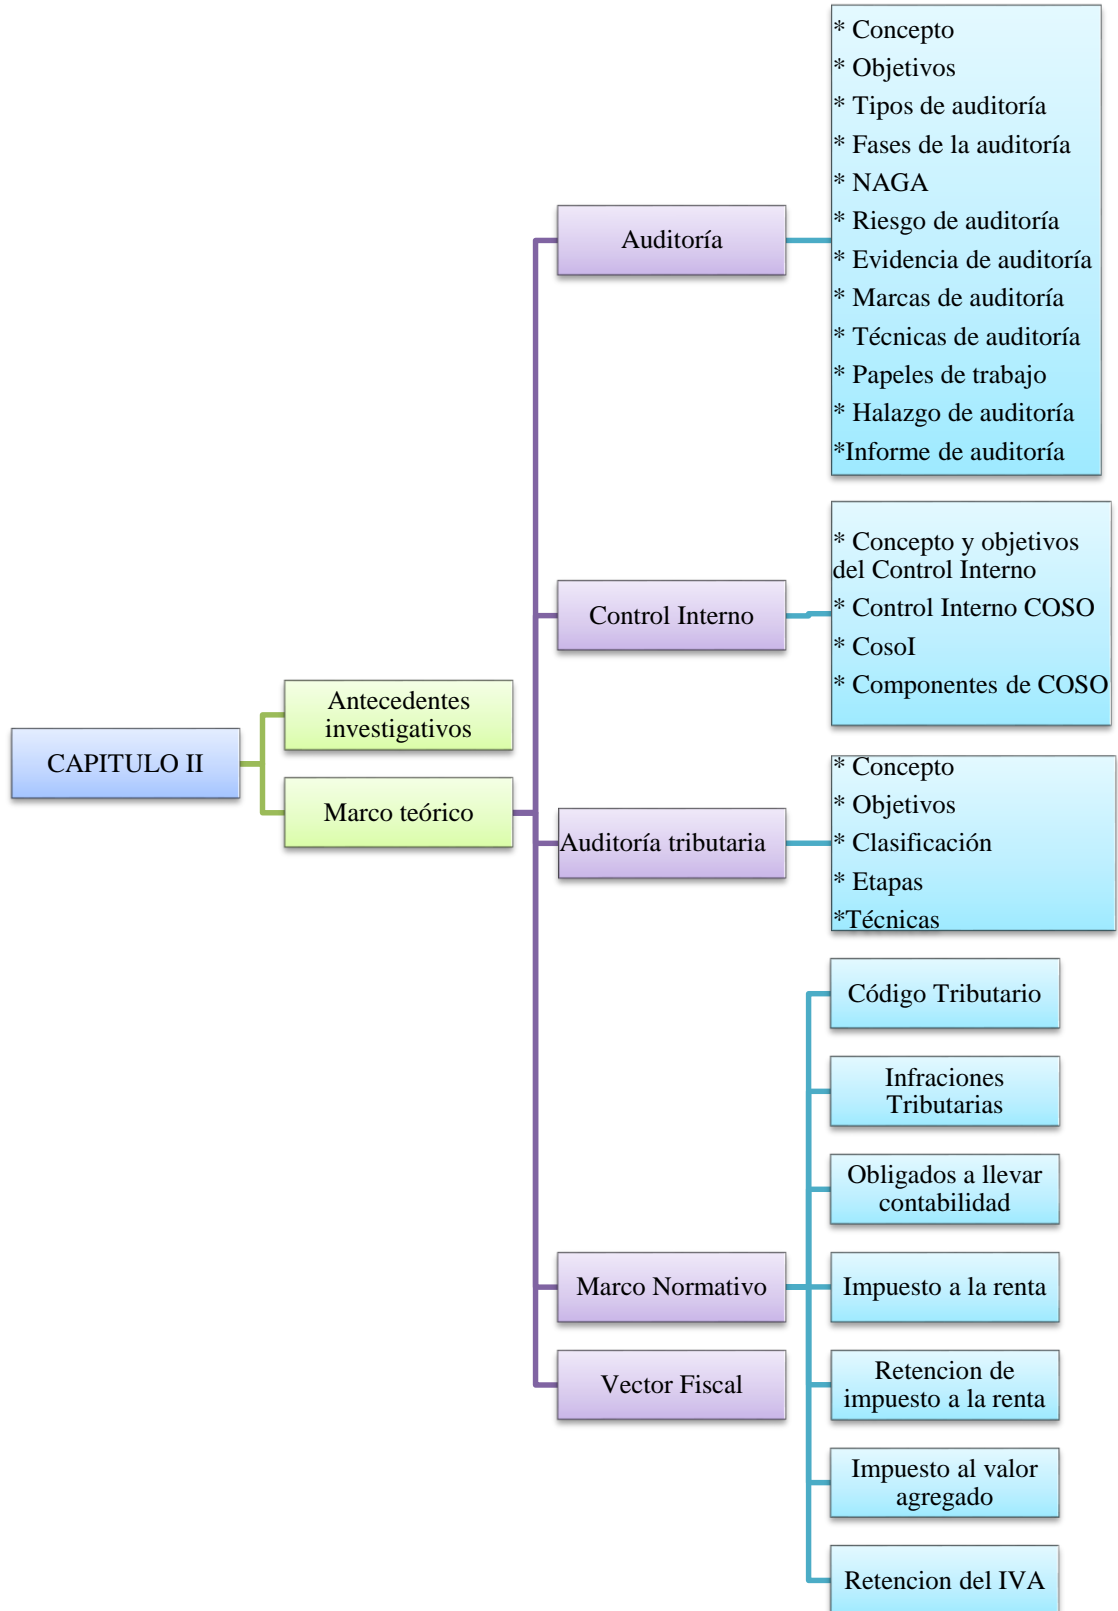 CAPITULO II
Antecedentes
investigativos
Marco teórico
Auditoría
* Concepto
* Objetivos
* Tipos de auditoría
* Fases de la auditoría
* NAGA
* Riesgo de auditoría
* Evidencia de auditoría
* Marcas de auditoría
* Técnicas de auditoría
* Papeles de trabajo
* Halazgo de auditoría
*Informe de auditoría
Control Interno
* Concepto y objetivos
del Control Interno
* Control Interno COSO
* CosoI
* Componentes de COSO
Auditoría tributaria
* Concepto
* Objetivos
* Clasificación
* Etapas
*Técnicas
Marco Normativo
Código Tributario
Infraciones
Tributarias
Obligados a llevar
contabilidad
Impuesto a la renta
Retencion de
impuesto a la renta
Impuesto al valor
agregado
Retencion del IVA
Vector Fiscal